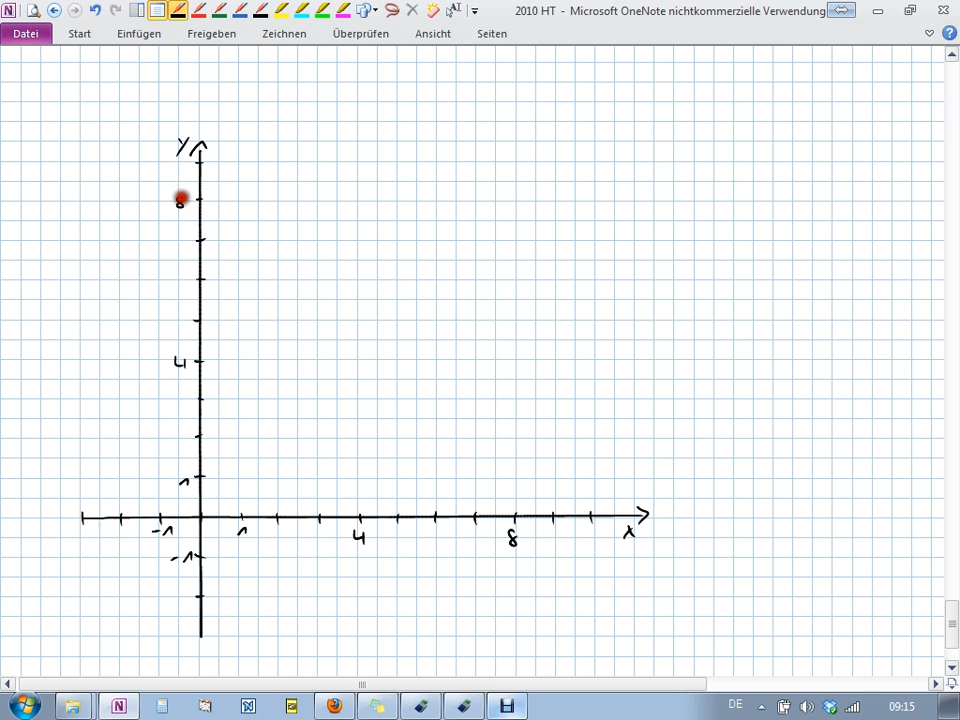 2010 HT - Microsoft OneNote nichtkommerzielle Verwendung
Datei Start Einfügen Freigeben Zeichnen Überprüfen Ansicht Seiten
y
8
4
1
-1 1 4 8 x
-1
DE 09:15